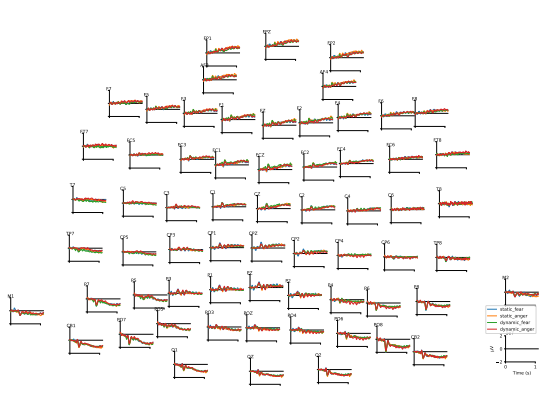 FPZ
FP1
FP2
AF3
AF4
F7
F5
F3
F1
FZ
F2
F4
F6
F8
FT7
FC5
FC3
FC1
FCZ
FC2
FC4
FC6
FT8
T7
C5
C3
C1
CZ
C2
C4
C6
T8
TP7
CP5
CP3
CP1
CPZ
CP2
CP4
CP6
TP8
M1
M2
P7
P5
P3
P1
PZ
P2
P4
P6
P8
PO7
PO5
PO3
POZ
PO4
PO6
PO8
CB1
CB2
O1
OZ
O2
static_fear
static_anger
dynamic_fear
dynamic_anger
2
0
−2
μV
0 1
Time (s)